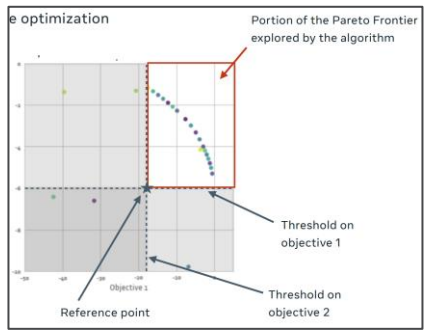 e optimization
Portion of the Pareto Frontier
explored by the algorithm
Threshold on
objective 1
Objective 1
Threshold on
objective 2
Reference point